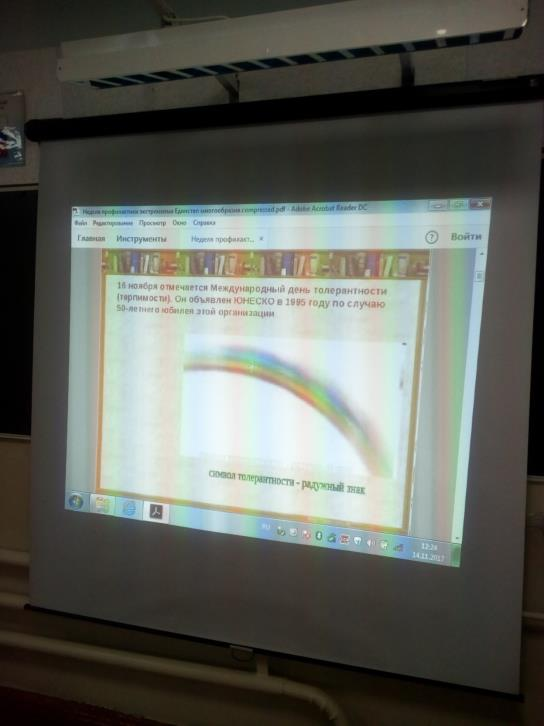 Неделя профилактики экстремизма Единство многообразия.compressed.pdf - Adobe Acrobat Reader DC
Файл Редактирование Просмотр Окно Справка
Главная Инструменты Неделя профилакт... × ? Войти
16 ноября отмечается Международный день толерантности
(терпимости). Он объявлен ЮНЕСКО в 1995 году по случаю
50-летнего юбилея этой организации
символ толерантности - радужный знак
RU 12:24
14.11.2017